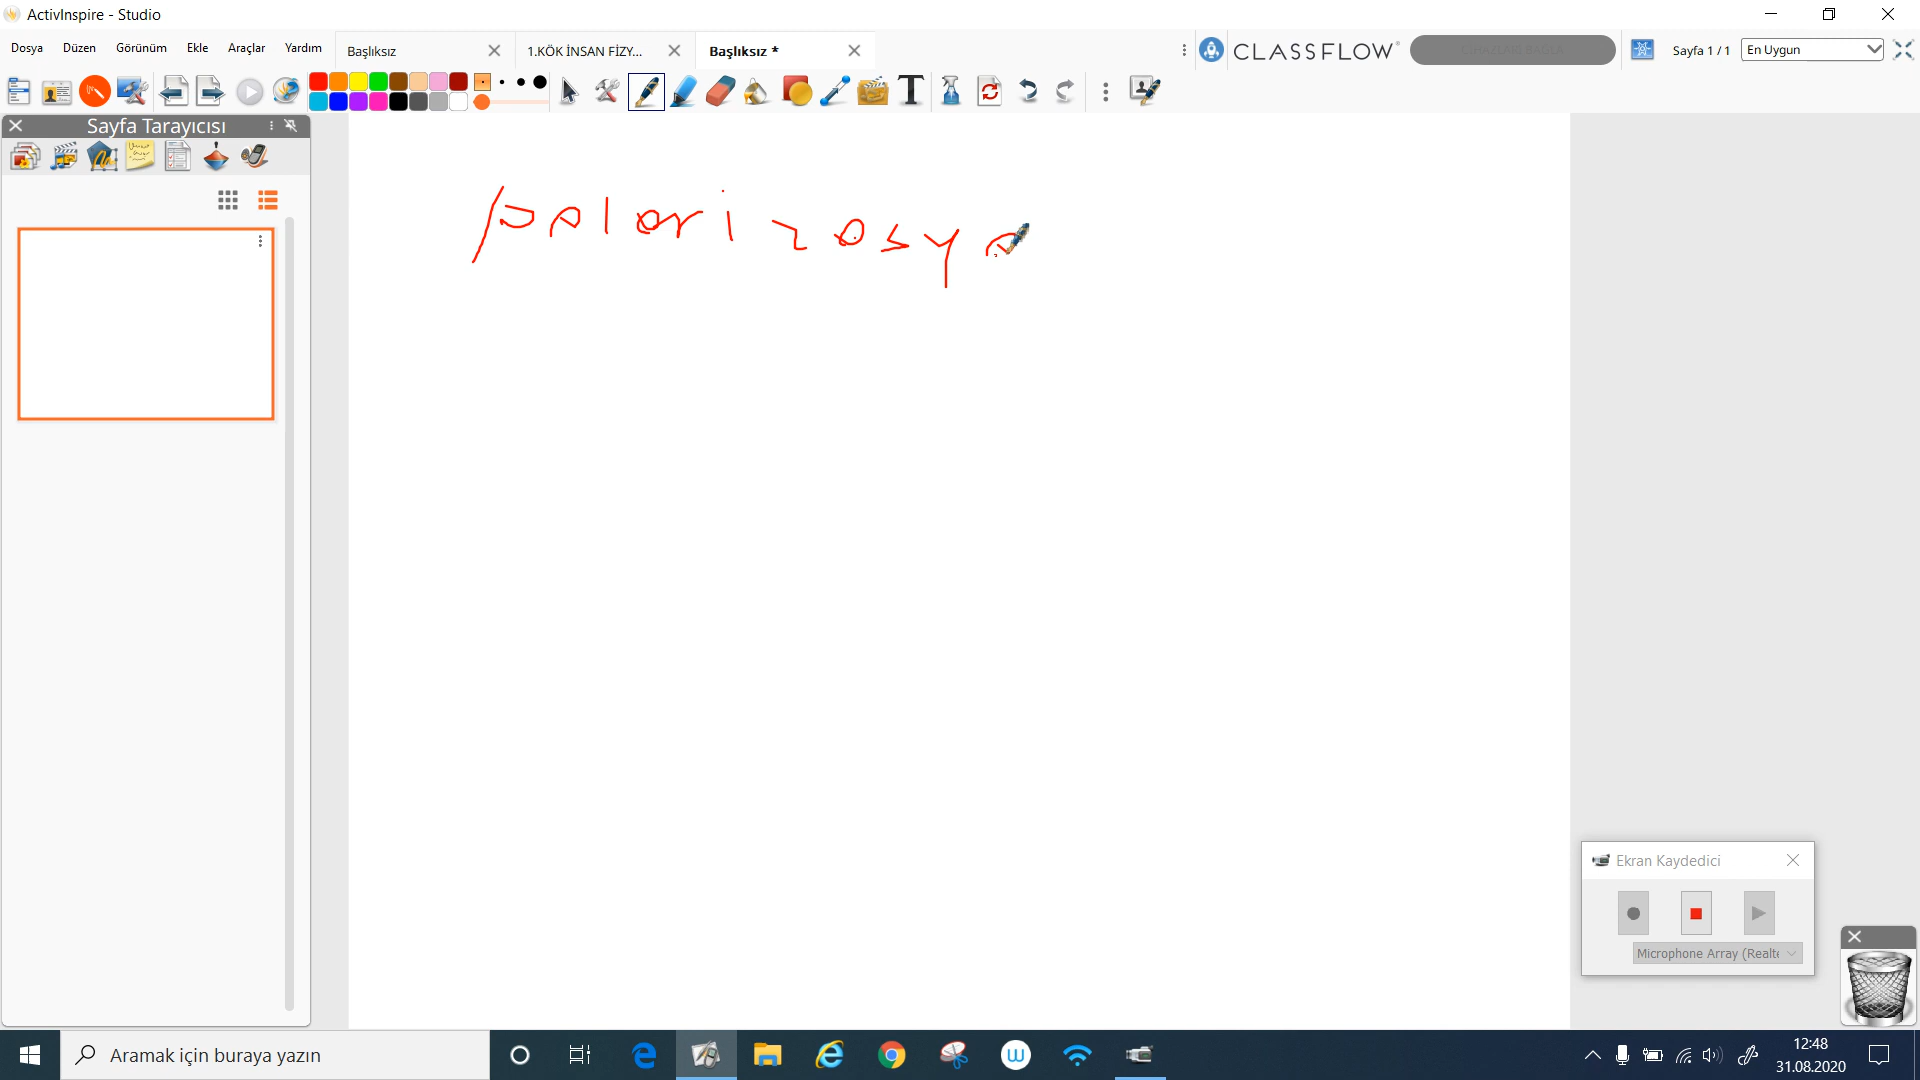 ActivInspire - Studio
Dosya Düzen Görünüm Ekle Araçlar Yardım
Başlıksız
1.KÖK İNSAN FİZY...
Başlıksız *
CLASSFLOW
Sayfa 1 / 1
En Uygun
Sayfa Tarayıcısı
polarizasyo
Ekran Kaydedici
Microphone Array (Realte
Aramak için buraya yazın
12:48
31.08.2020